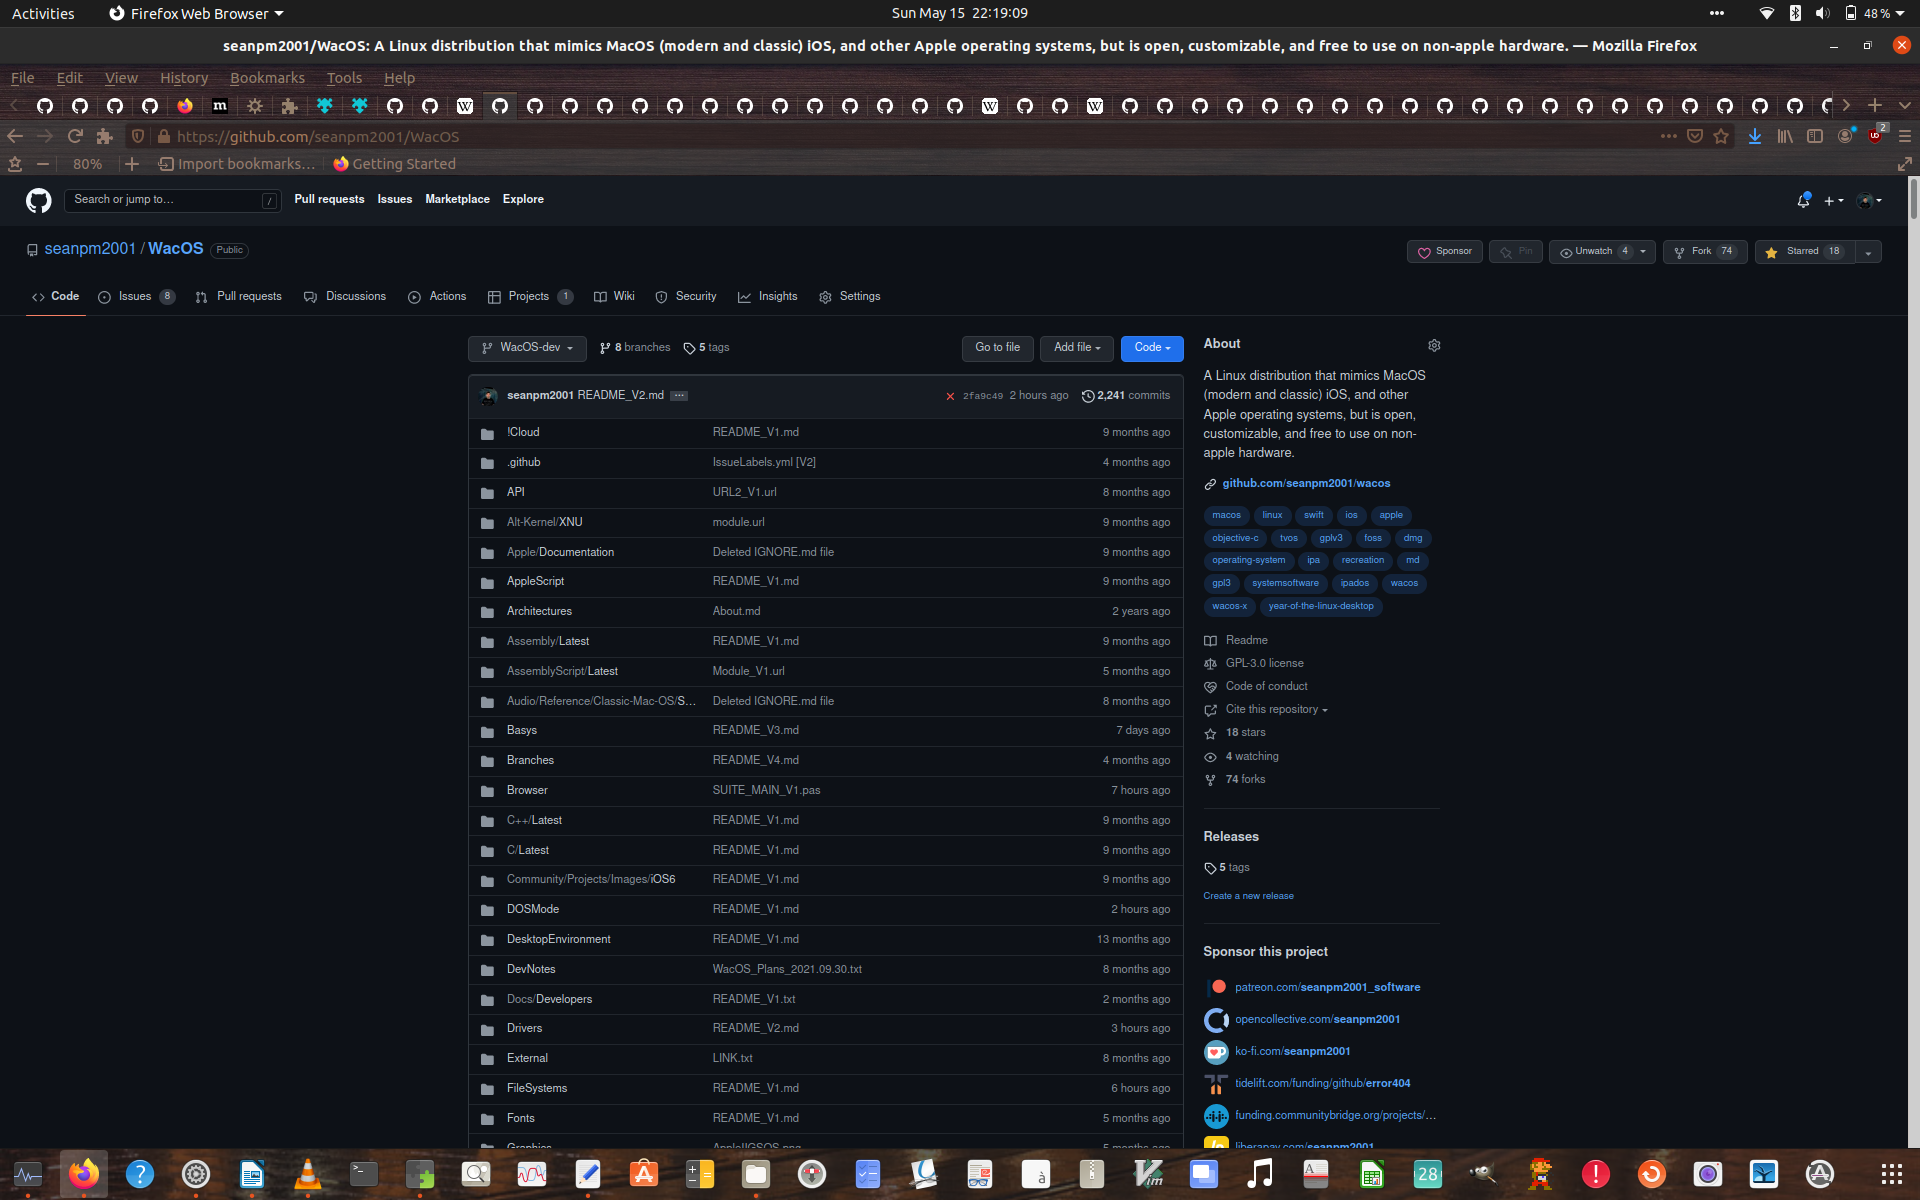 Activities Firefox Web Browser Sun May 15 22:19:09 48 %
seanpm2001/WacOS: A Linux distribution that mimics MacOS (modern and classic) iOS, and other Apple operating systems, but is open, customizable, and free to use on non-apple hardware. — Mozilla Firefox
File Edit View History Bookmarks Tools Help
https://github.com/seanpm2001/WacOS 2
80% Import bookmarks... Getting Started
Search or jump to... / Pull requests Issues Marketplace Explore
seanpm2001 / WacOS Public Sponsor Pin Unwatch 4 Fork 74 Starred 18
Code Issues 8 Pull requests Discussions Actions Projects 1 Wiki Security Insights Settings
WacOS-dev 8 branches 5 tags Go to file Add file Code
seanpm2001 README_V2.md ... 2fa9c49 2 hours ago 2,241 commits
!Cloud README_V1.md 9 months ago
.github IssueLabels.yml [V2] 4 months ago
API URL2_V1.url 8 months ago
Alt-Kernel/XNU module.url 9 months ago
Apple/Documentation Deleted IGNORE.md file 9 months ago
AppleScript README_V1.md 9 months ago
Architectures About.md 2 years ago
Assembly/Latest README_V1.md 9 months ago
AssemblyScript/Latest Module_V1.url 5 months ago
Audio/Reference/Classic-Mac-OS/S... Deleted IGNORE.md file 8 months ago
Basys README_V3.md 7 days ago
Branches README_V4.md 4 months ago
Browser SUITE_MAIN_V1.pas 7 hours ago
C++/Latest README_V1.md 9 months ago
C/Latest README_V1.md 9 months ago
Community/Projects/Images/iOS6 README_V1.md 9 months ago
DOSMode README_V1.md 2 hours ago
DesktopEnvironment README_V1.md 13 months ago
DevNotes WacOS_Plans_2021.09.30.txt 8 months ago
Docs/Developers README_V1.txt 2 months ago
Drivers README_V2.md 3 hours ago
External LINK.txt 8 months ago
FileSystems README_V1.md 6 hours ago
Fonts README_V1.md 5 months ago
Graphics AppleIIGSOS.png 5 months ago
About
A Linux distribution that mimics MacOS
(modern and classic) iOS, and other
Apple operating systems, but is open,
customizable, and free to use on non-
apple hardware.
github.com/seanpm2001/wacos
macos linux swift ios apple
objective-c tvos gplv3 foss dmg
operating-system ipa recreation md
gpl3 systemsoftware ipados wacos
wacos-x year-of-the-linux-desktop
Readme
GPL-3.0 license
Code of conduct
Cite this repository
18 stars
4 watching
74 forks
Releases
5 tags
Create a new release
Sponsor this project
patreon.com/seanpm2001_software
opencollective.com/seanpm2001
ko-fi.com/seanpm2001
tidelift.com/funding/github/error404
funding.communitybridge.org/projects/...
liberapay.com/seanpm2001
28